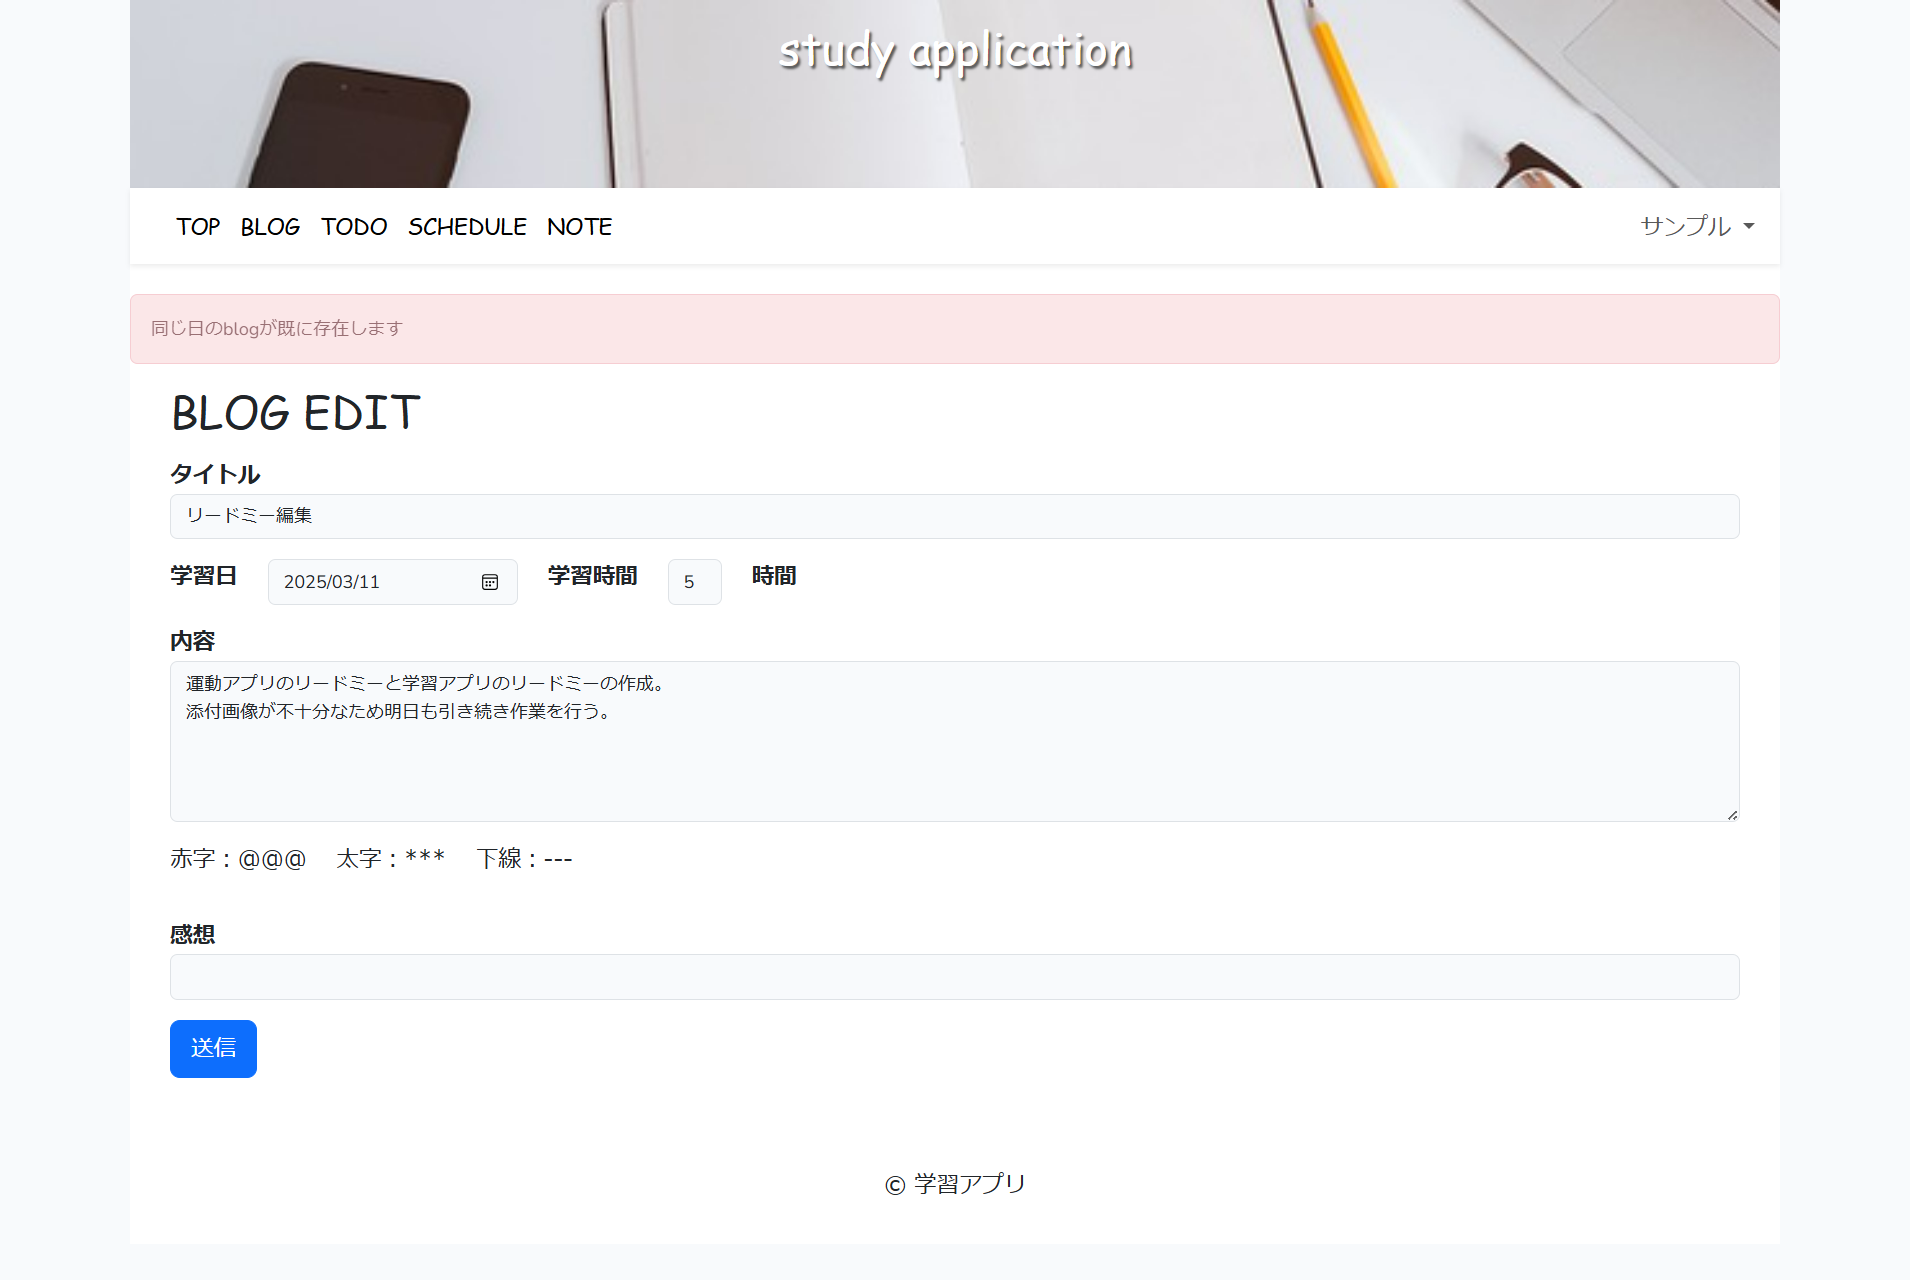 study application
TOP BLOG TODO SCHEDULE NOTE サンプル
同じ日のblogが既に存在します
BLOG EDIT
タイトル
リードミー編集
学習日 2025/03/11 学習時間 5 時間
内容
運動アプリのリードミーと学習アプリのリードミーの作成。
添付画像が不十分なため明日も引き続き作業を行う。
赤字：@@@ 太字：*** 下線：---
感想
送信
© 学習アプリ